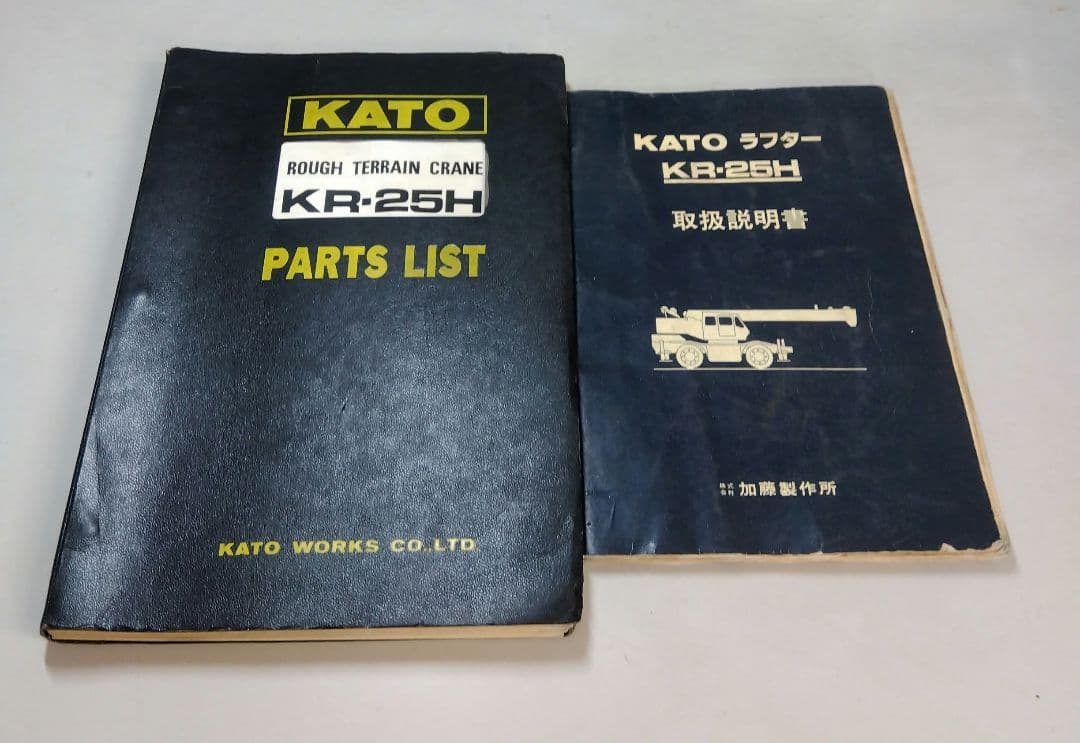 KATO
ROUGH TERRAIN CRANE
KR-25H
PARTS LIST
KATO WORKS CO.,LTD.
KATO ラフター
KR-25H
取扱説明書
株式会社 加藤製作所